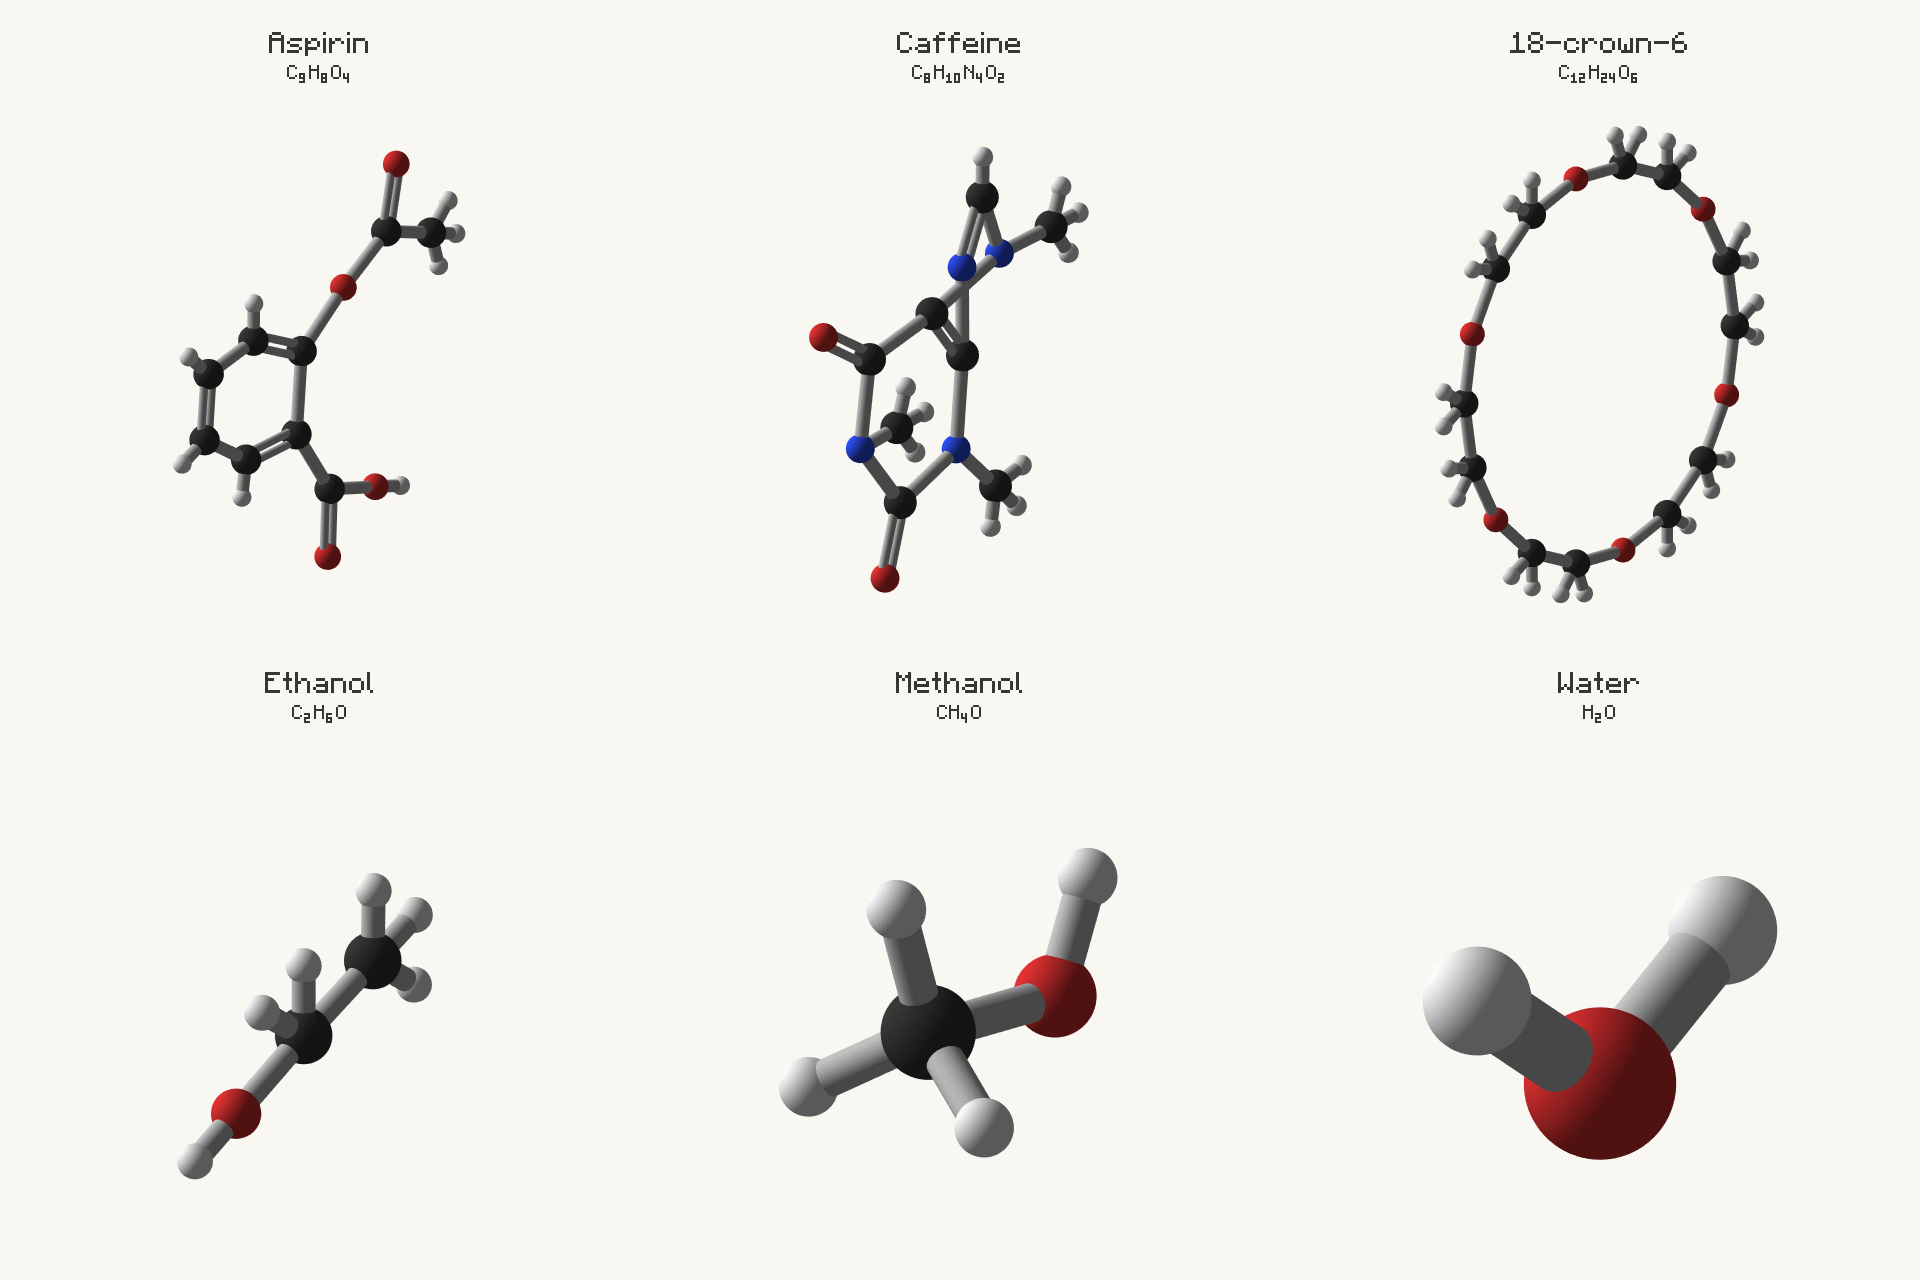 Aspirin
C₉H₈O₄
Caffeine
C₈H₁₀N₄O₂
18-crown-6
C₁₂H₂₄O₆
Ethanol
C₂H₆O
Methanol
CH₄O
Water
H₂O